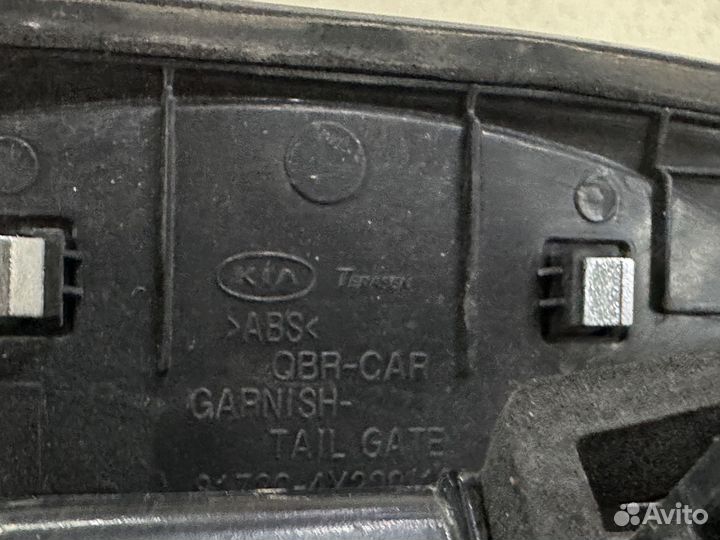 KIA
>ABS<
QBR-CAR
GARNISH-
TAIL GATE
Avito